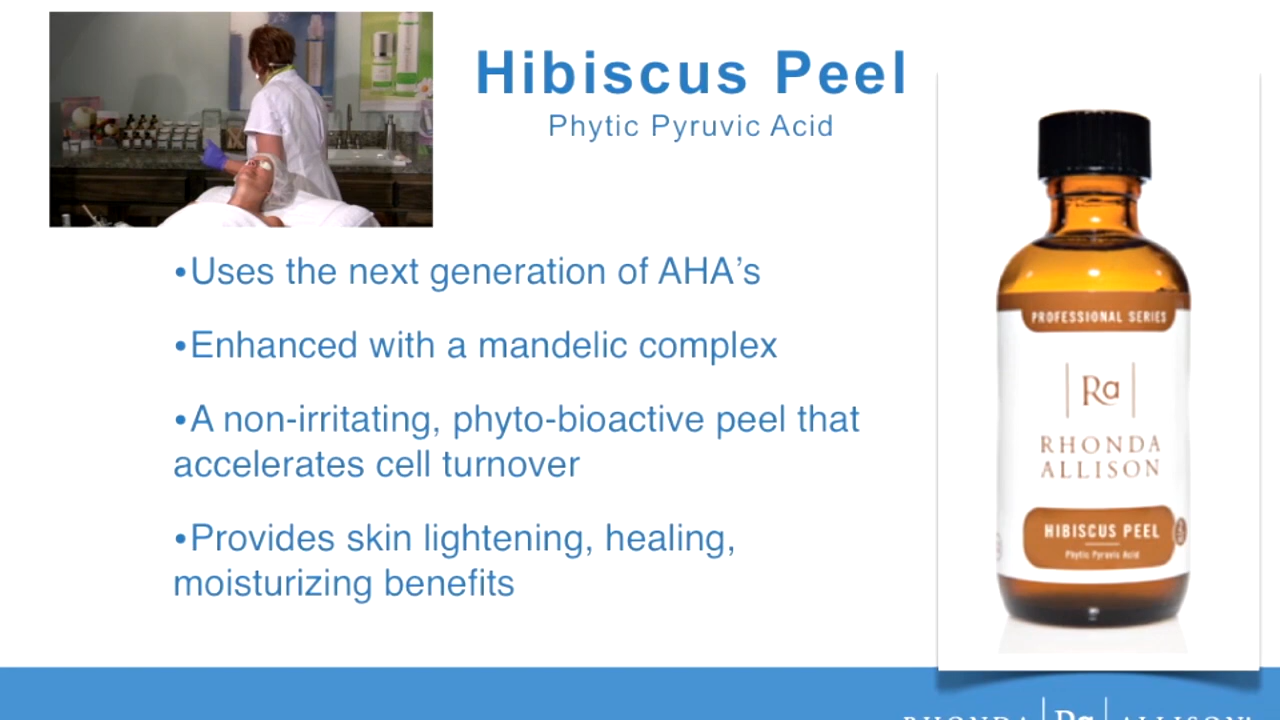 Hibiscus Peel
Phytic Pyruvic Acid
•Uses the next generation of AHA’s
•Enhanced with a mandelic complex
•A non-irritating, phyto-bioactive peel that
accelerates cell turnover
•Provides skin lightening, healing,
moisturizing benefits
PROFESSIONAL SERIES
Ra
RHONDA
ALLISON
HIBISCUS PEEL
Phytic Pyruvic Acid
RHONDA Ra ALLISON